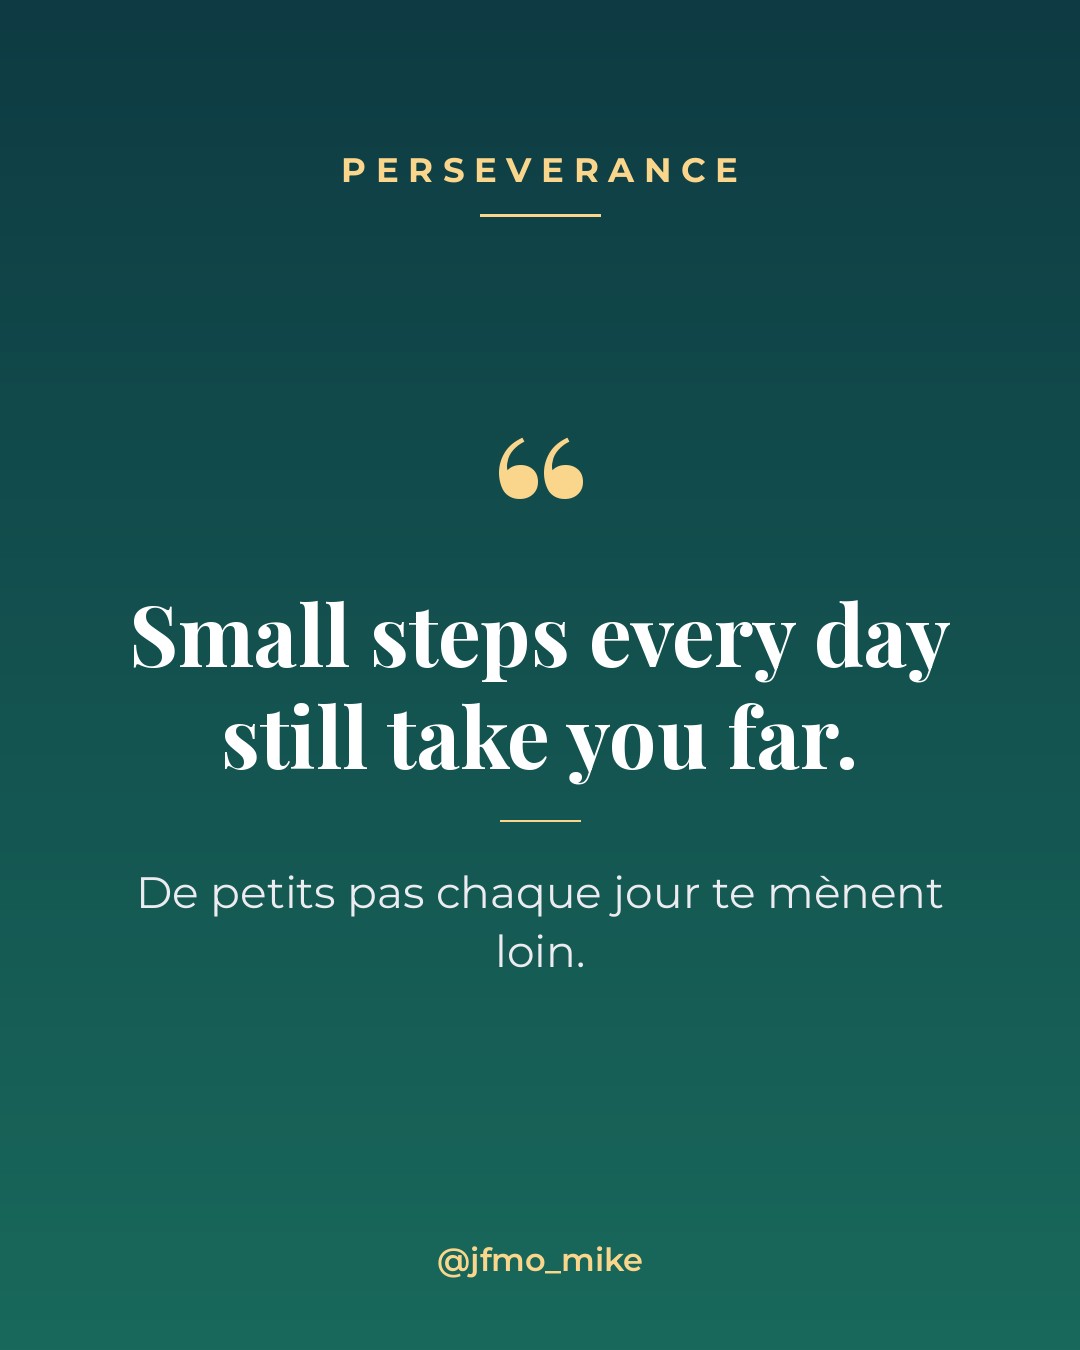 PERSEVERANCE
“
Small steps every day
still take you far.
De petits pas chaque jour te mènent
loin.
@jfmo_mike